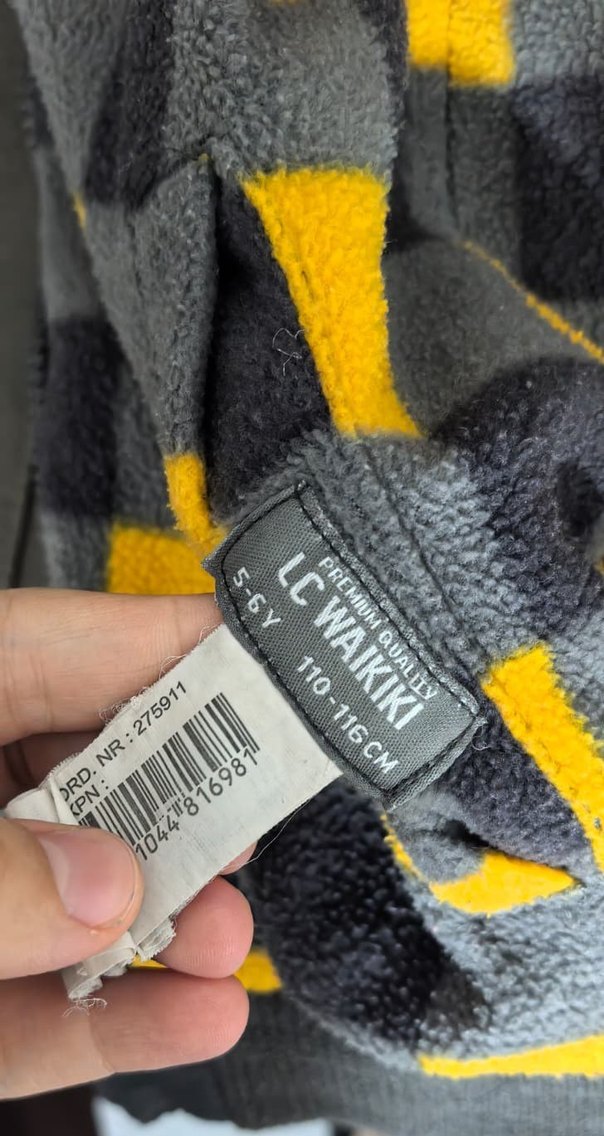 PREMIUM QUALITY
LC WAIKIKI
5-6 Y
110-116 CM
ORD. NR : 275911
KPN :
1044 816981